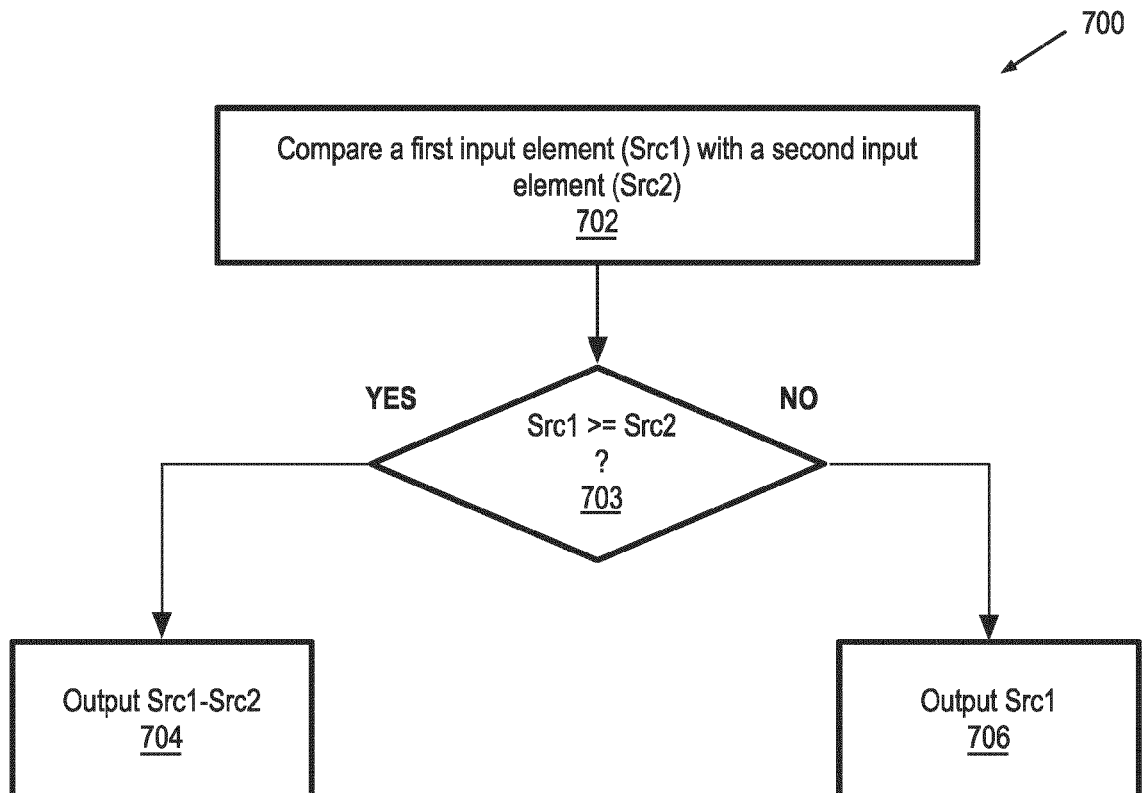 700
Compare a first input element (Src1) with a second input
element (Src2)
702
YES
NO
Src1 >= Src2
?
703
Output Src1-Src2
704
Output Src1
706